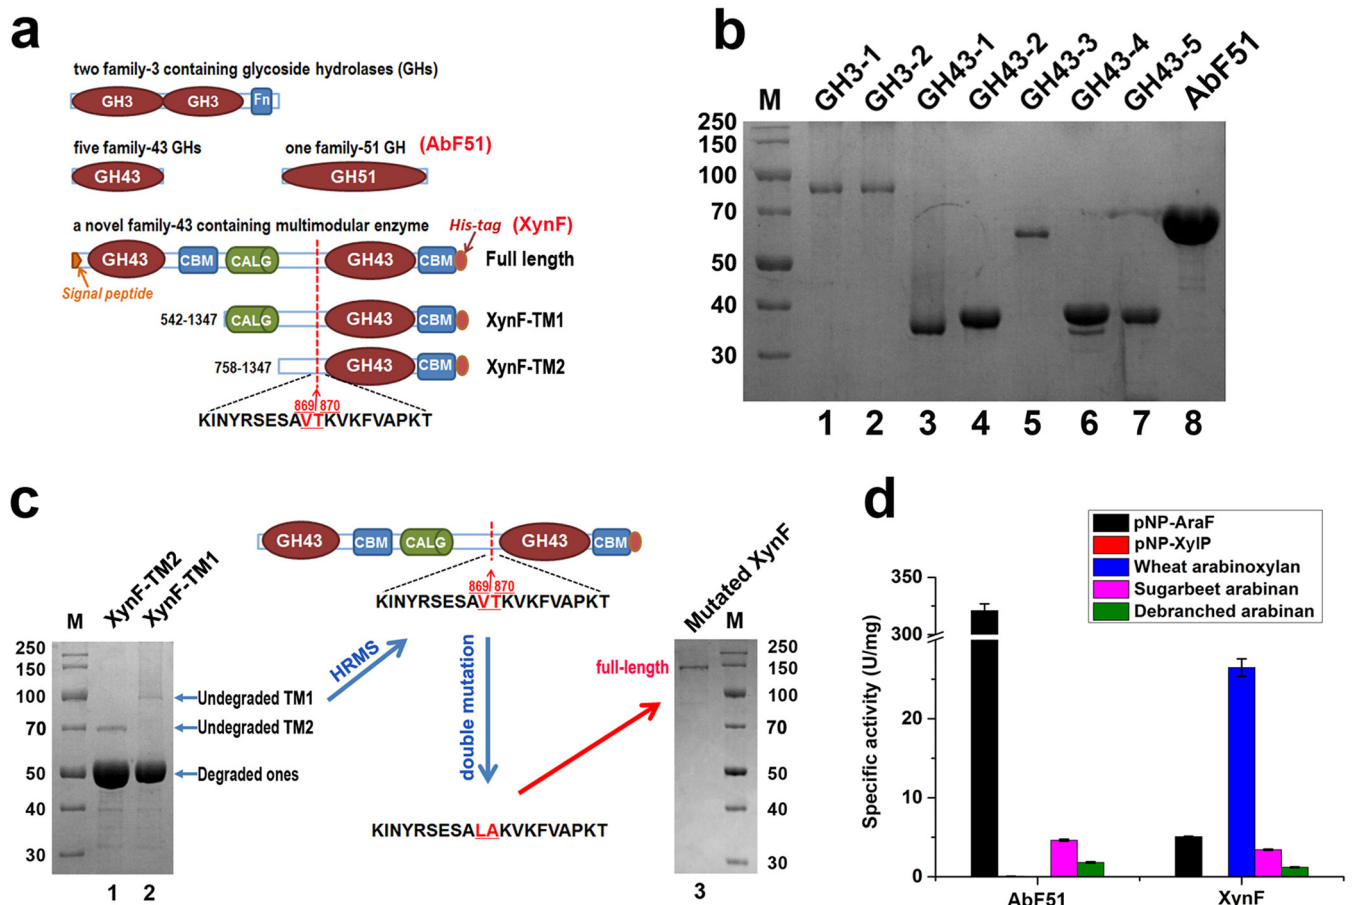 a
two family-3 containing glycoside hydrolases (GHs)
GH3 GH3 Fn
five family-43 GHs one family-51 GH (AbF51)
GH43 GH51
a novel family-43 containing multimodular enzyme His-tag (XynF)
GH43 CBM CALG GH43 CBM Full length
Signal peptide
542-1347 CALG GH43 CBM XynF-TM1
758-1347 GH43 CBM XynF-TM2
869 870
KINYRSESAVTKVKFVAPKT
b
M GH3-1 GH3-2 GH43-1 GH43-2 GH43-3 GH43-4 GH43-5 AbF51
250
150
100
70
50
40
30
1 2 3 4 5 6 7 8
c
GH43 CBM CALG GH43 CBM
869 870
KINYRSESAVTKVKFVAPKT
M XynF-TM2 XynF-TM1
250
150
100
70
50
40
30
Undegraded TM1
Undegraded TM2
Degraded ones
1 2
HRMS
double mutation
KINYRSESALAKVKFVAPKT
Mutated XynF M
full-length
250
150
100
70
50
40
30
3
d
pNP-AraF
pNP-XylP
Wheat arabinoxylan
Sugarbeet arabinan
Debranched arabinan
Specific activity (U/mg)
350
300
20
5
0
AbF51 XynF